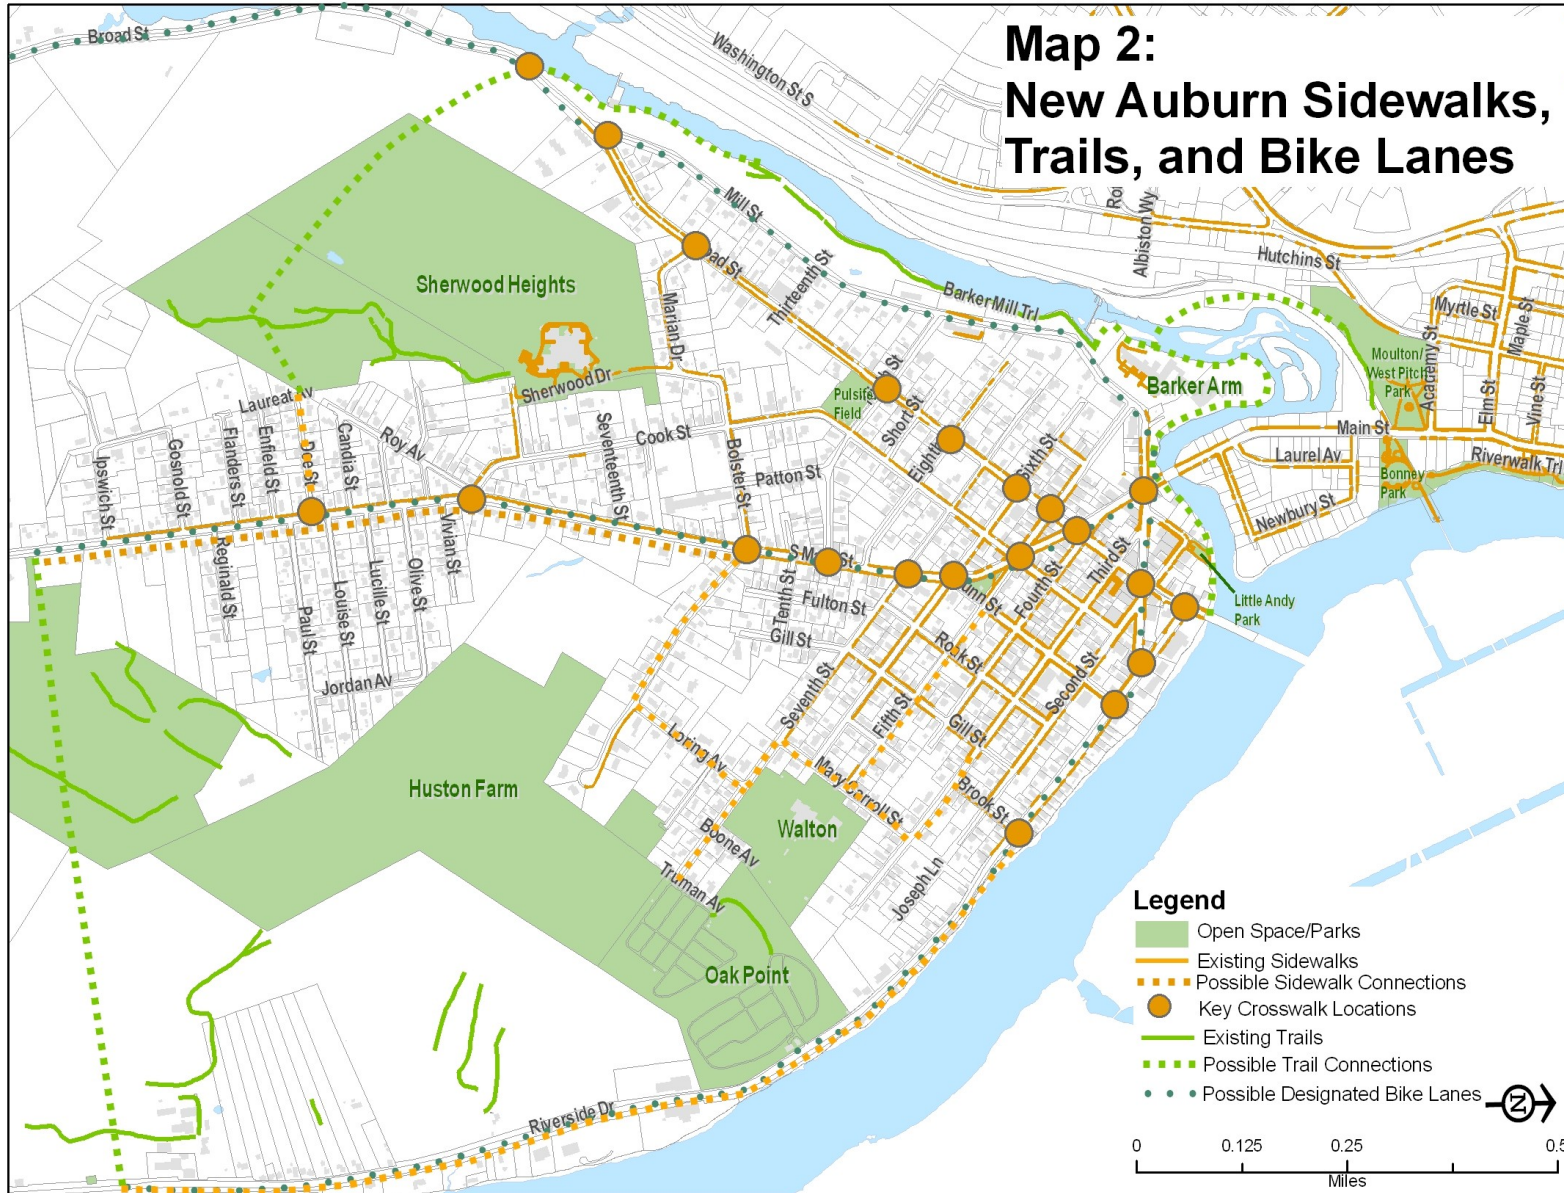 Map 2:
New Auburn Sidewalks,
Trails, and Bike Lanes
Broad St
Washington St S
Albiston Wy
Hutchins St
Mill St
Sherwood Heights
Thirteenth St
Barker Mill Trl
Myrtle St
Maple St
Academy St
Marian Dr
Moulton/
West Pitch
Park
Sherwood Dr
Barker Arm
Elm St
Vine St
Laureat Av
Pulsifer
Field
Short St
Main St
Laurel Av
Riverwalk Trl
Bonney
Park
Newbury St
Ipswich St
Gosnold St
Flanders St
Enfield St
Candia St
Roy Av
Seventeenth St
Cook St
Bolster St
Patton St
Sixth St
Vivian St
Reginald St
Paul St
Louise St
Lucille St
Olive St
Tenth St
Fulton St
Gill St
Fourth St
Third St
Little Andy
Park
Jordan Av
Seventh St
Rook St
Second St
Fifth St
Gill St
Loring Av
Huston Farm
Mary Carroll St
Brook St
Walton
Boone Av
Truman Av
Joseph Ln
Oak Point
Riverside Dr
Legend
Open Space/Parks
Existing Sidewalks
Possible Sidewalk Connections
Key Crosswalk Locations
Existing Trails
Possible Trail Connections
Possible Designated Bike Lanes
N
0 0.125 0.25 0.5
Miles